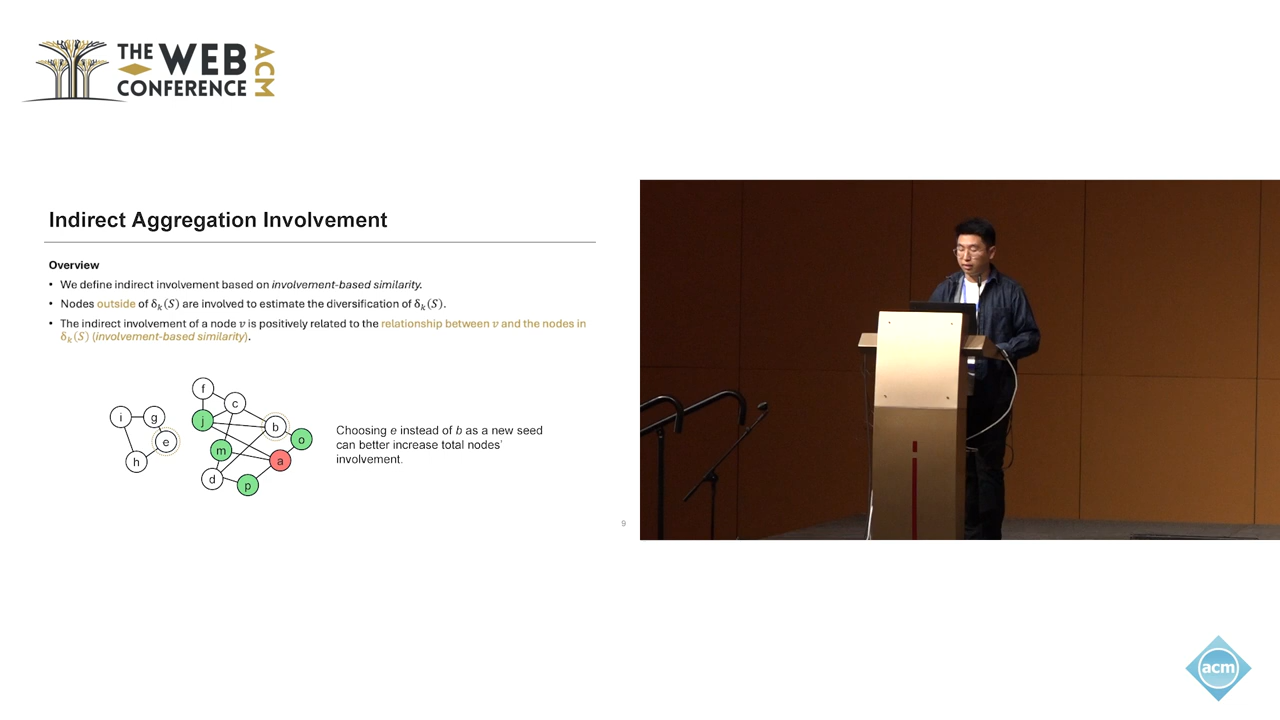 THE WEB CONFERENCE ACM
Indirect Aggregation Involvement
Overview
• We define indirect involvement based on involvement-based similarity.
• Nodes outside of δₖ(S) are involved to estimate the diversification of δₖ(S).
• The indirect involvement of a node v is positively related to the relationship between v and the nodes in
δₖ(S) (involvement-based similarity).
f
c
i
g
j
b
e
o
m
h
a
d
p
Choosing e instead of b as a new seed
can better increase total nodes'
involvement.
9
acm